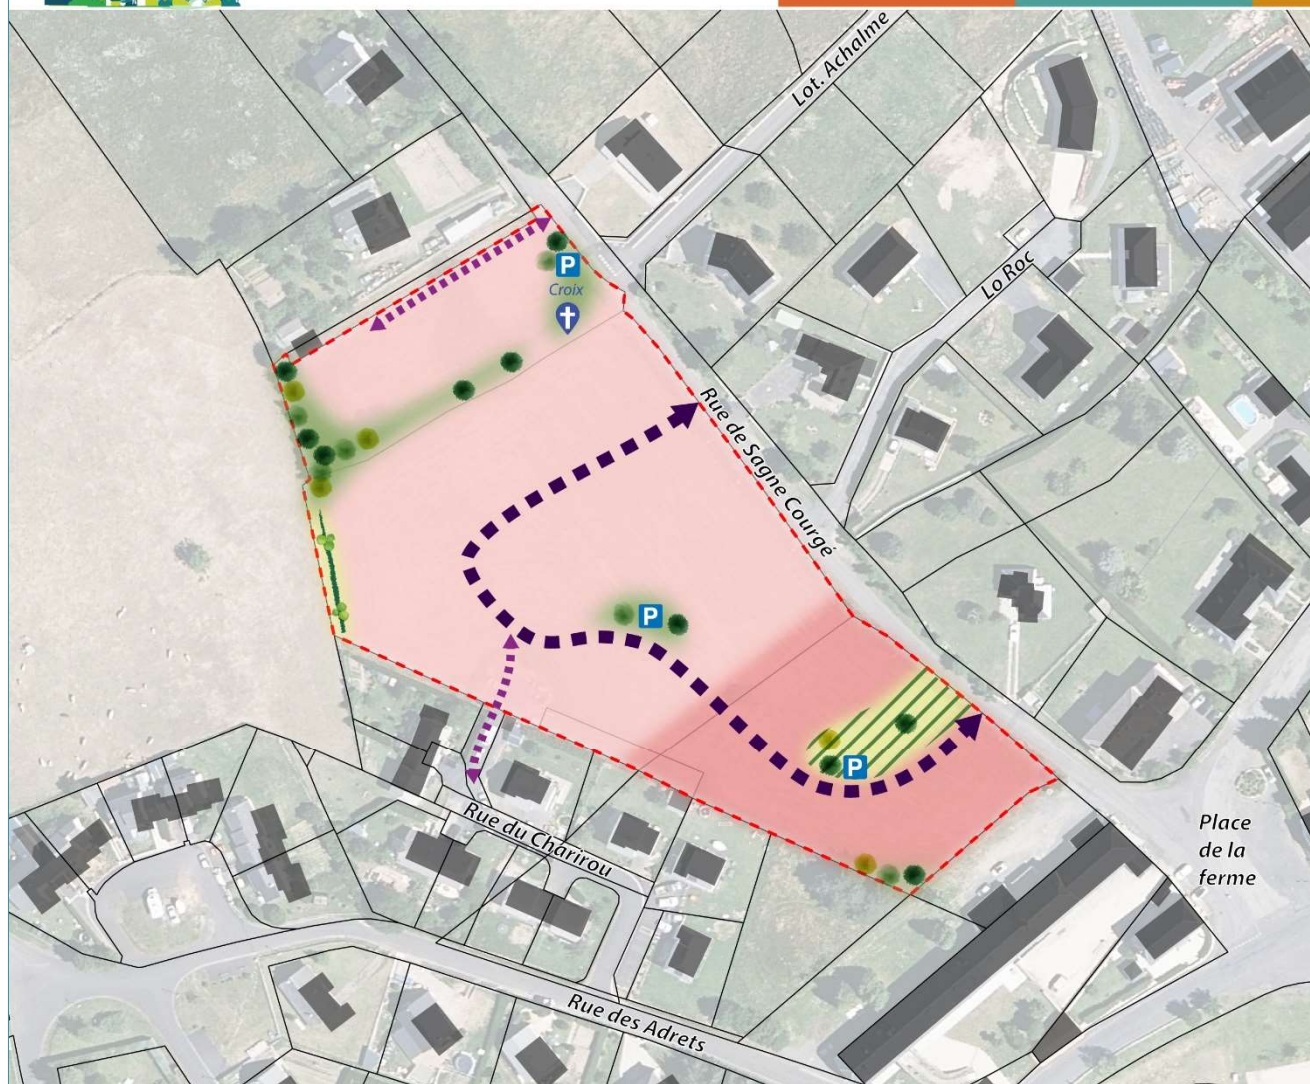 Lot. Achalme
P
Croix
Lo Roc
Rue de Sagne Courgé
P
P
Rue du Charirou
Place
de la
ferme
Rue des Adrets